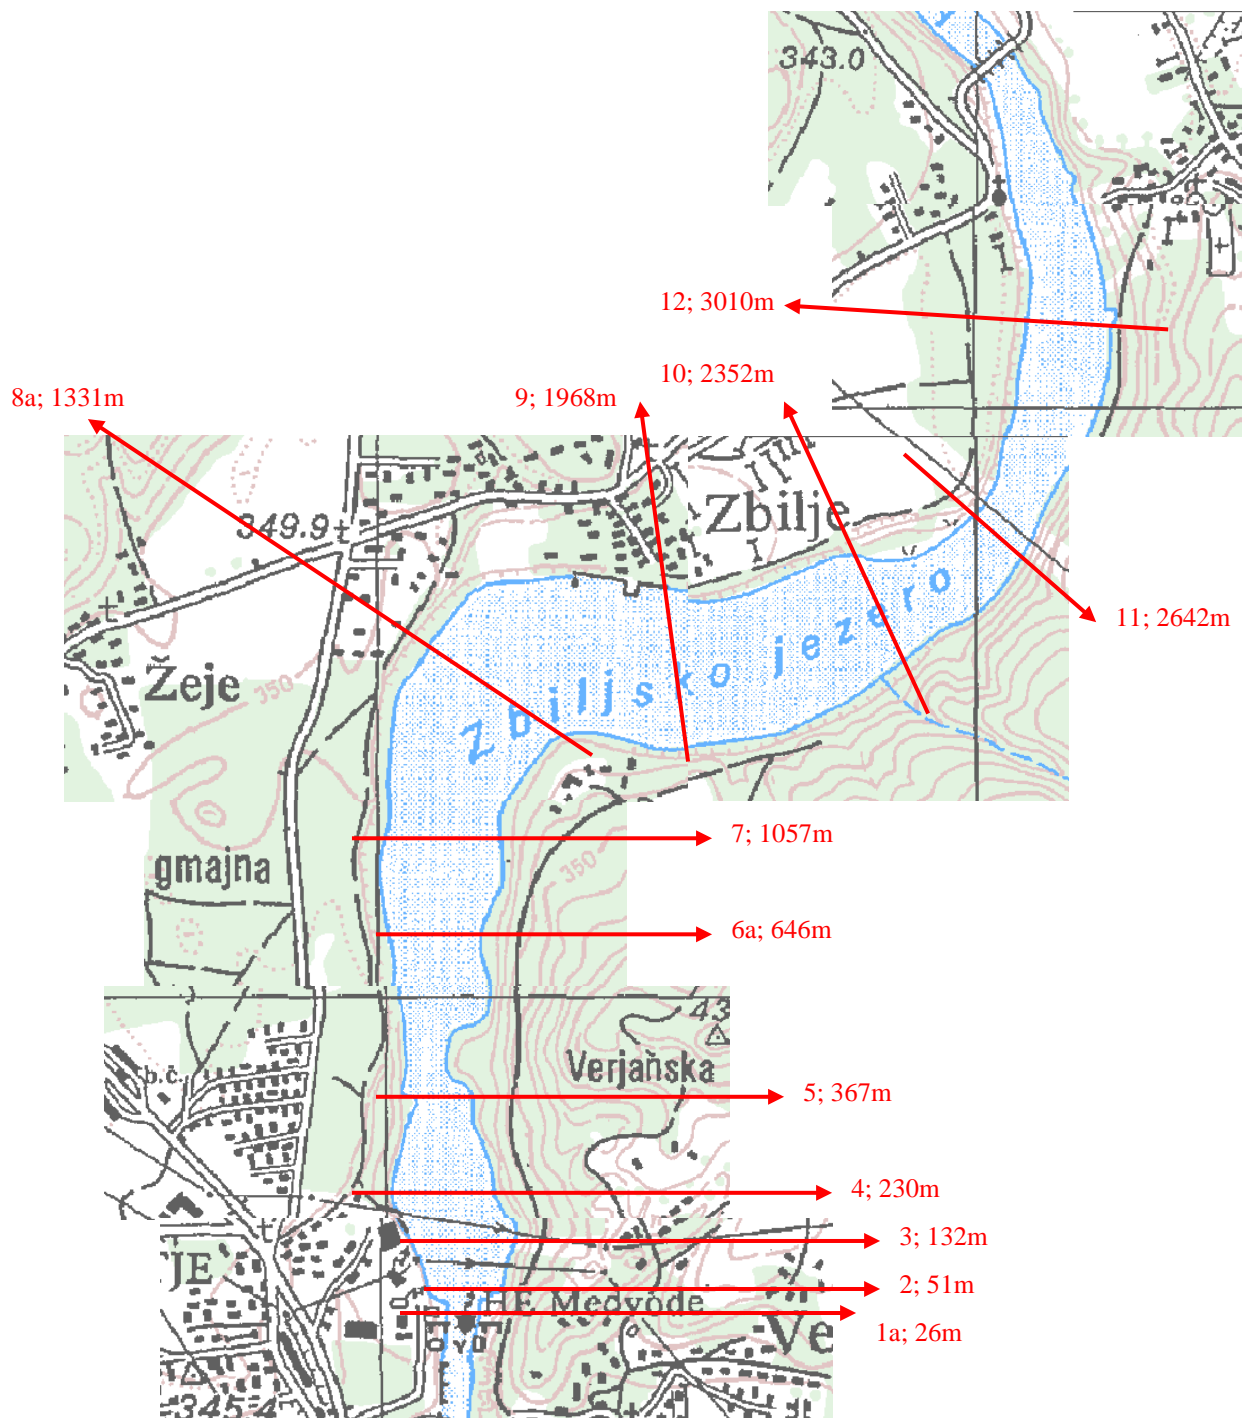 343.0
12; 3010m
10; 2352m
8a; 1331m
9; 1968m
Zbilje
349.9
11; 2642m
Zbiljsko jezero
Žeje
350
7; 1057m
gmajna
350
6a; 646m
43
Verjanska
b.č.
5; 367m
4; 230m
3; 132m
JE
2; 51m
HE Medvode
1a; 26m
Ve
345.4